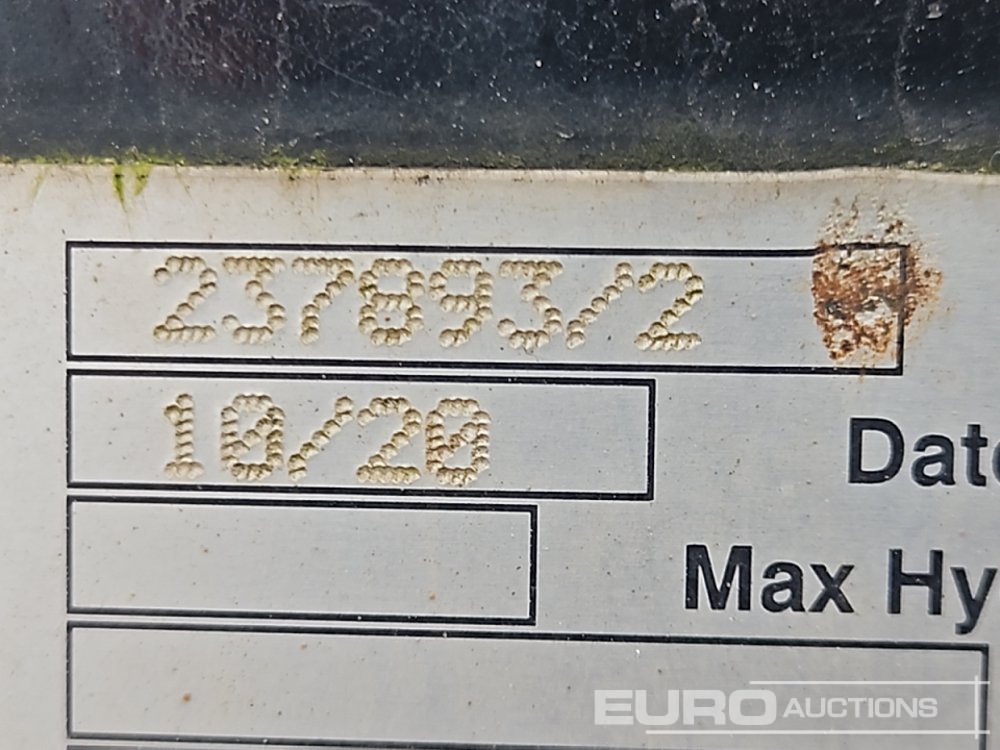 237893/2
10/20
Date
Max Hy
EURO AUCTIONS